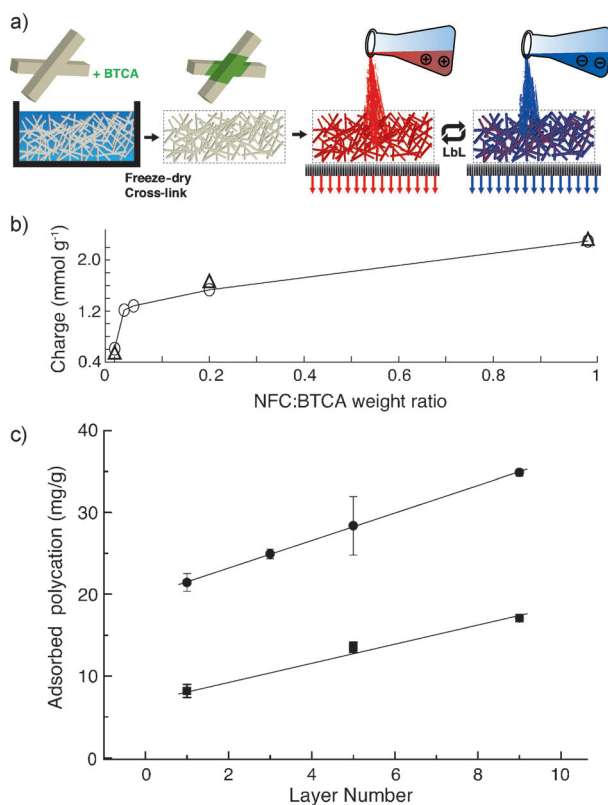 a)
+ BTCA
Freeze-dry
Cross-link
LbL
b)
Charge (mmol g⁻¹)
2.0
1.2
0.4
0 0.2 0.4 0.6 0.8 1
NFC:BTCA weight ratio
c)
Adsorbed polycation (mg/g)
40
30
20
10
0
0 2 4 6 8 10
Layer Number